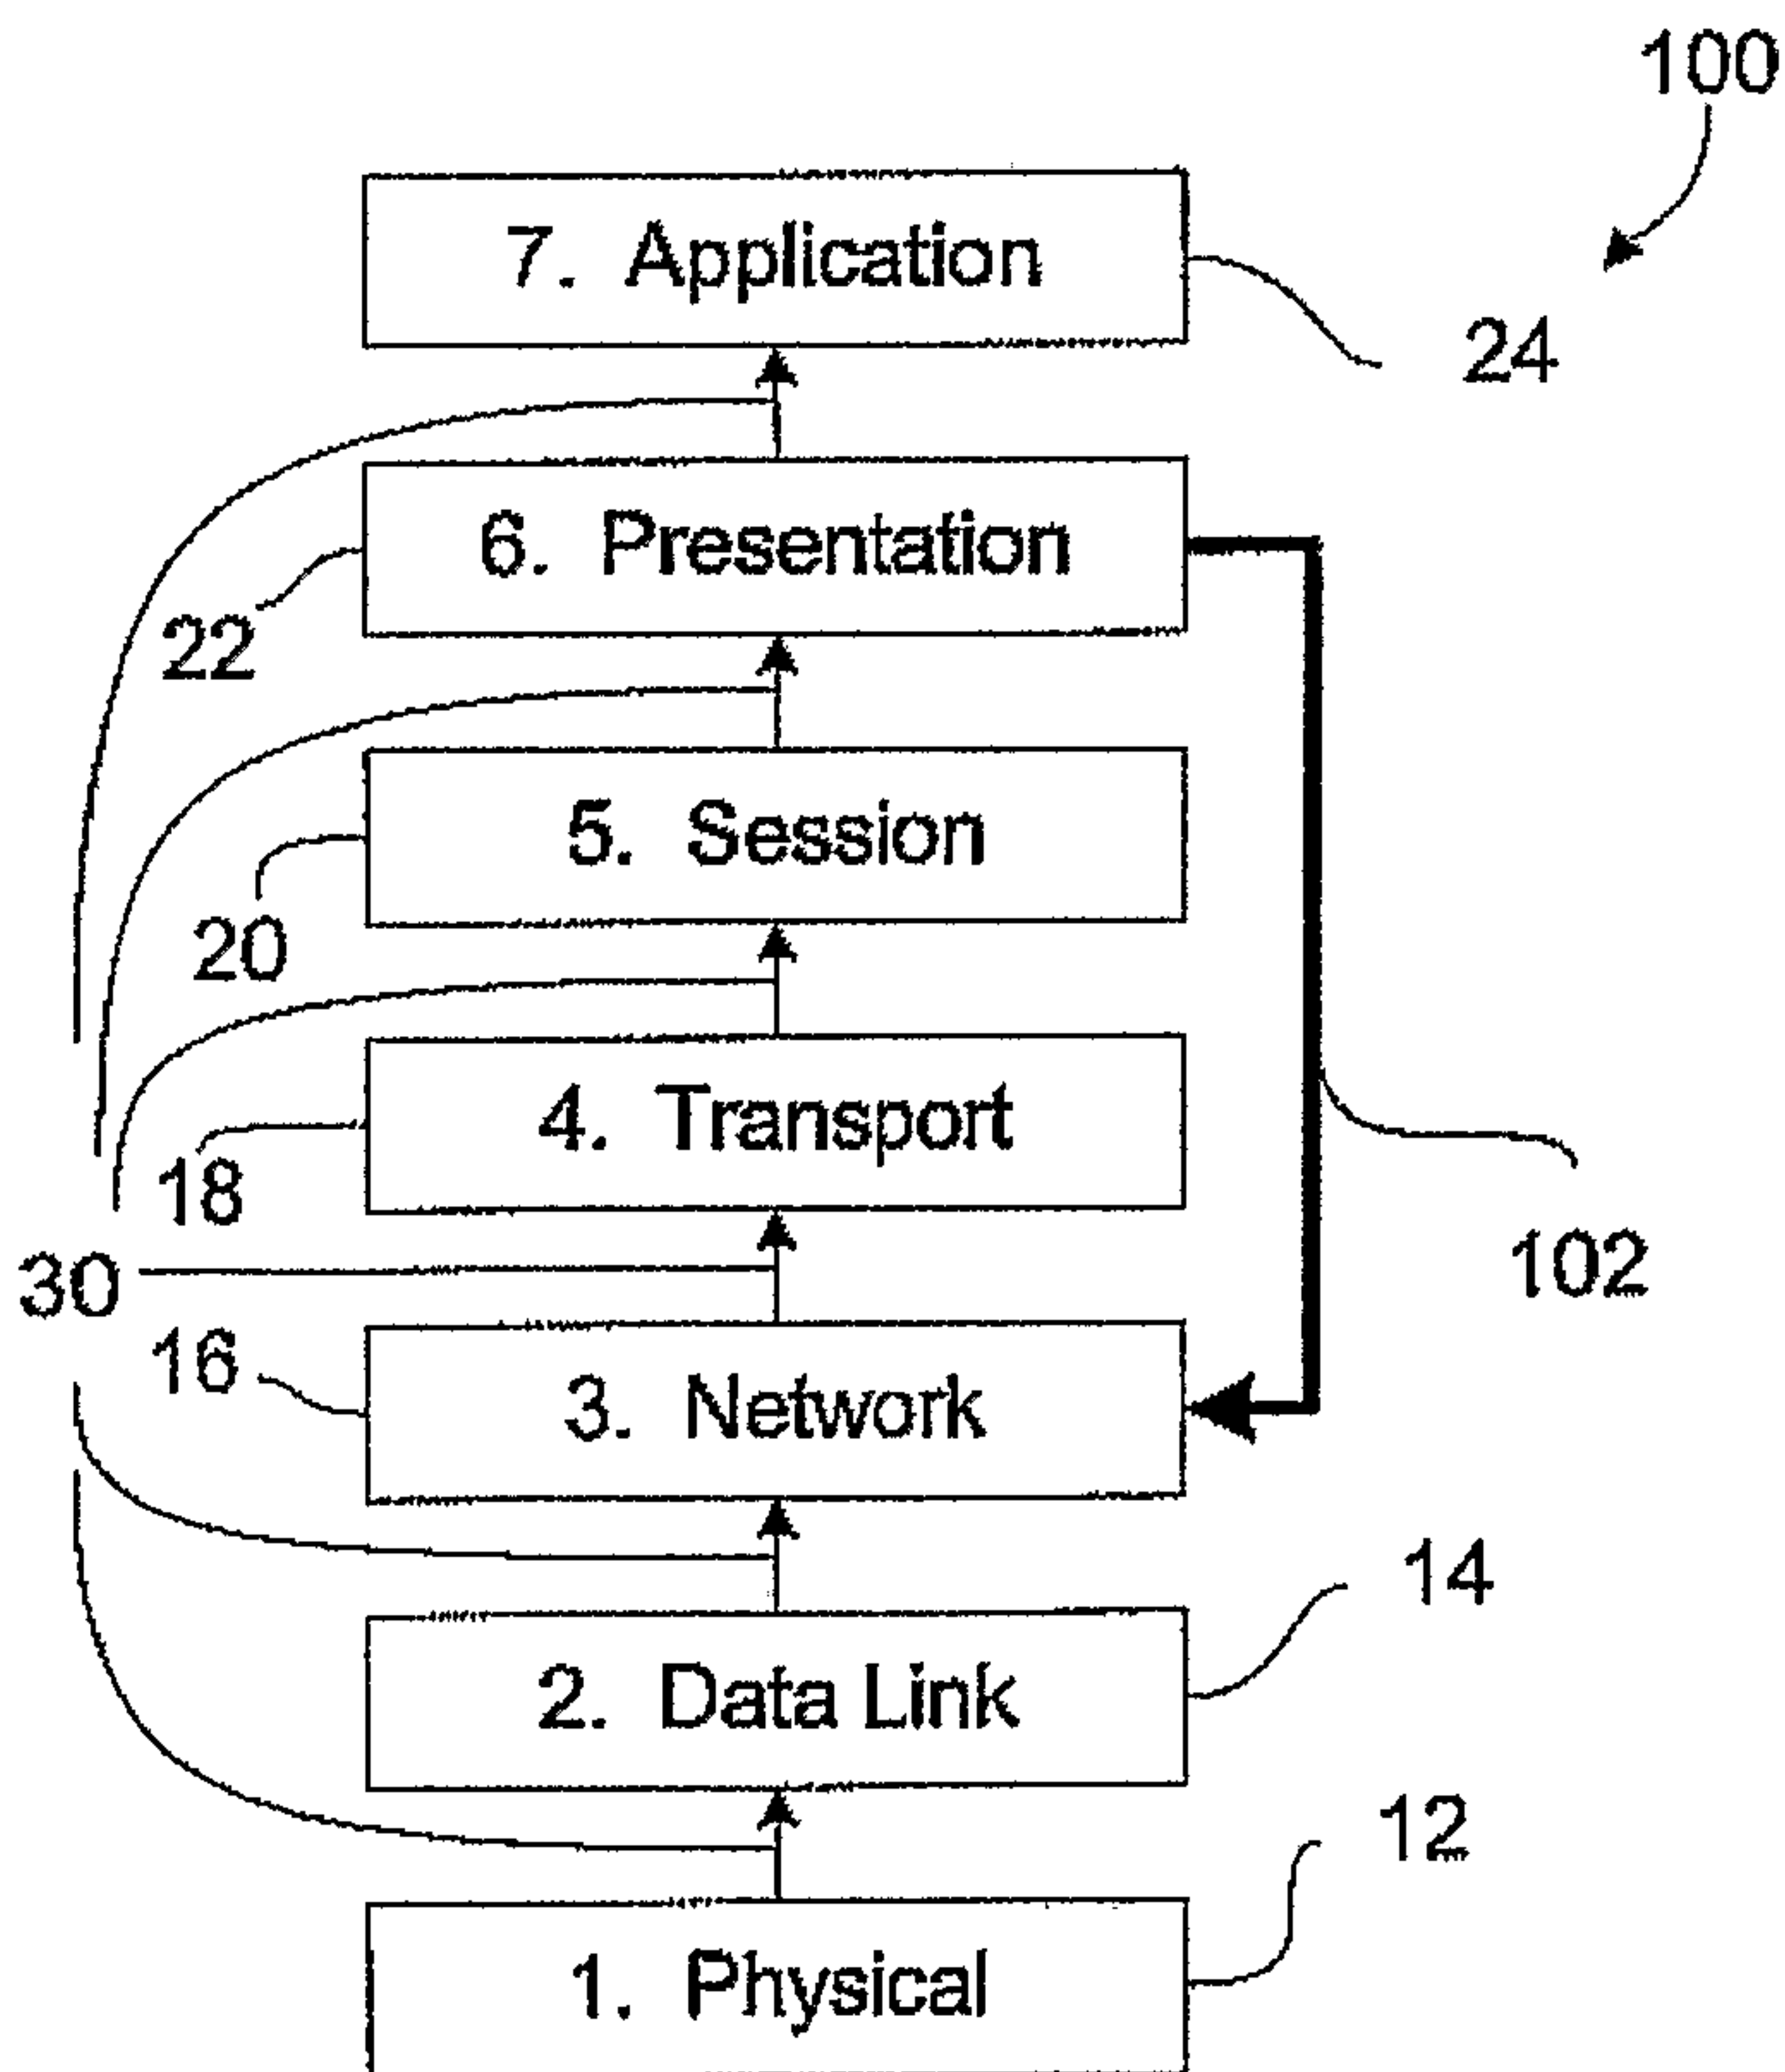 100
7. Application
24
6. Presentation
22
5. Session
20
4. Transport
18
30
102
16
3. Network
14
2. Data Link
12
1. Physical